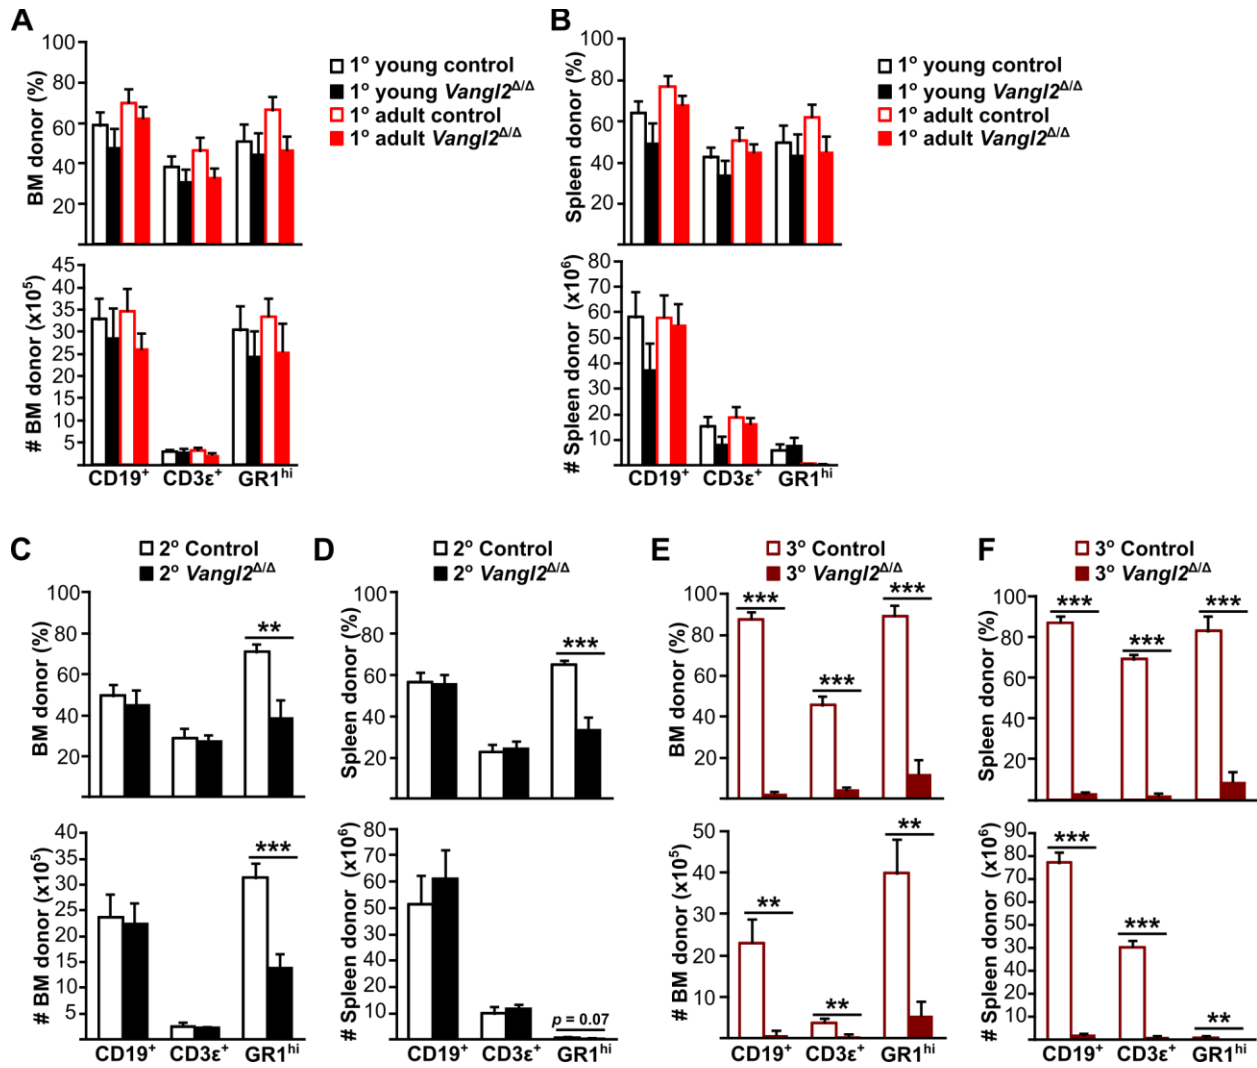 A
BM donor (%)
100
80
60
40
20
1° young control
1° young Vangl2Δ/Δ
1° adult control
1° adult Vangl2Δ/Δ
# BM donor (x10⁵)
45
40
35
30
25
20
15
10
5
CD19⁺ CD3ε⁺ GR1ʰⁱ
B
Spleen donor (%)
100
80
60
40
20
1° young control
1° young Vangl2Δ/Δ
1° adult control
1° adult Vangl2Δ/Δ
# Spleen donor (x10⁶)
80
70
60
50
40
30
20
10
CD19⁺ CD3ε⁺ GR1ʰⁱ
C
2° Control
2° Vangl2Δ/Δ
BM donor (%)
100
80
60
40
20
**
# BM donor (x10⁵)
40
35
30
25
20
15
10
5
***
CD19⁺ CD3ε⁺ GR1ʰⁱ
D
2° Control
2° Vangl2Δ/Δ
Spleen donor (%)
100
80
60
40
20
***
# Spleen donor (x10⁶)
80
70
60
50
30
40
20
10
p = 0.07
CD19⁺ CD3ε⁺ GR1ʰⁱ
E
3° Control
3° Vangl2Δ/Δ
BM donor (%)
100
80
60
40
20
*** *** ***
# BM donor (x10⁵)
50
40
30
20
10
** ** **
CD19⁺ CD3ε⁺ GR1ʰⁱ
F
3° Control
3° Vangl2Δ/Δ
Spleen donor (%)
100
80
60
40
20
*** *** ***
# Spleen donor (x10⁶)
90
80
70
60
50
30
40
20
10
*** *** **
CD19⁺ CD3ε⁺ GR1ʰⁱ